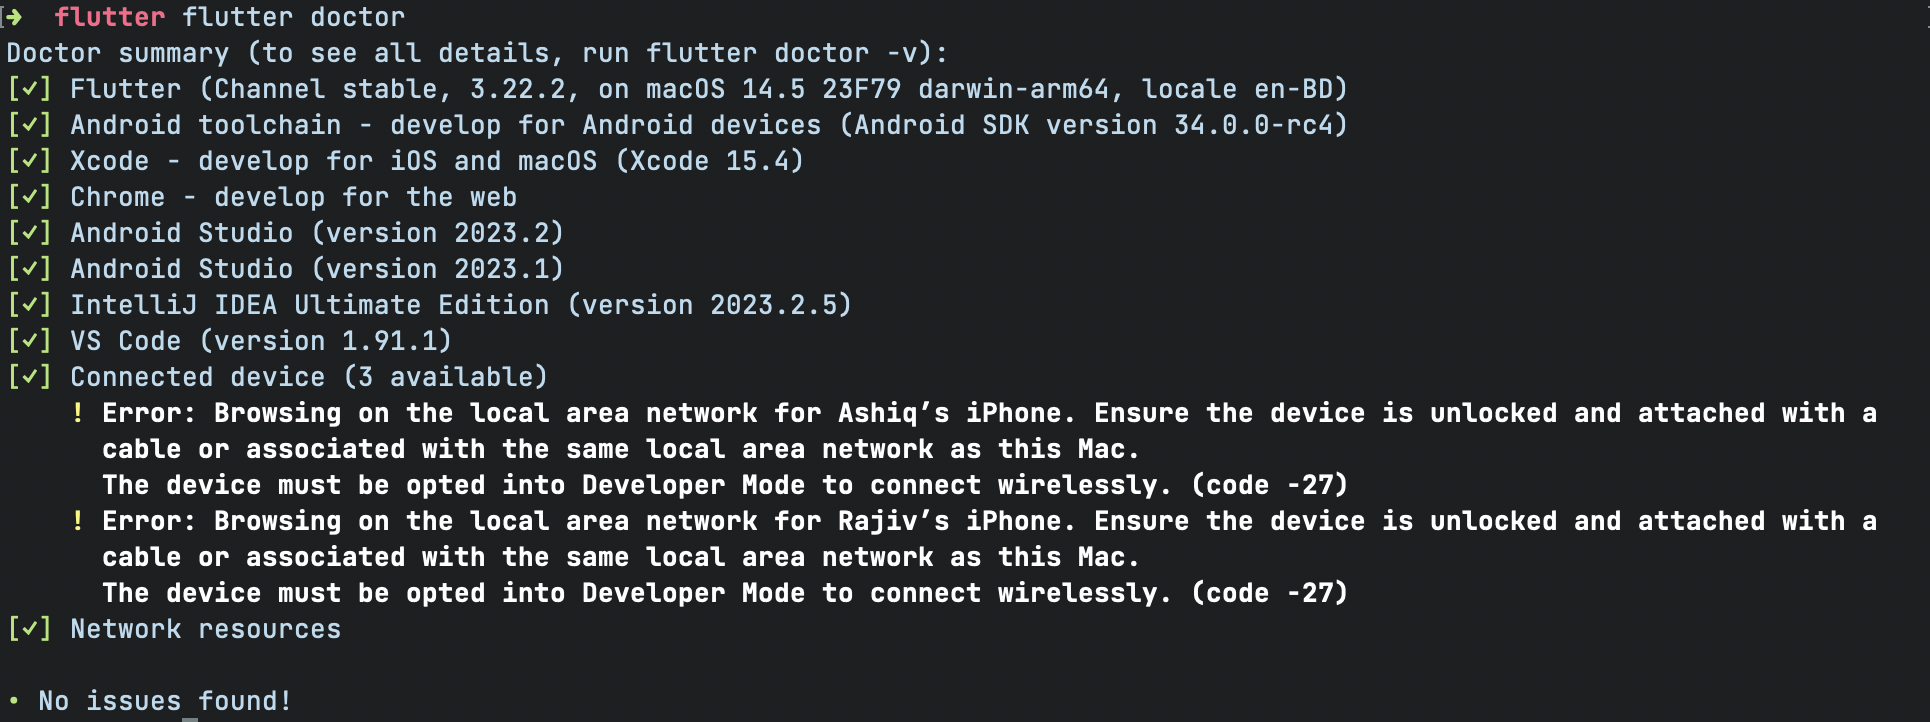 [➜  flutter flutter doctor
Doctor summary (to see all details, run flutter doctor -v):
[✓] Flutter (Channel stable, 3.22.2, on macOS 14.5 23F79 darwin-arm64, locale en-BD)
[✓] Android toolchain - develop for Android devices (Android SDK version 34.0.0-rc4)
[✓] Xcode - develop for iOS and macOS (Xcode 15.4)
[✓] Chrome - develop for the web
[✓] Android Studio (version 2023.2)
[✓] Android Studio (version 2023.1)
[✓] IntelliJ IDEA Ultimate Edition (version 2023.2.5)
[✓] VS Code (version 1.91.1)
[✓] Connected device (3 available)
    ! Error: Browsing on the local area network for Ashiq’s iPhone. Ensure the device is unlocked and attached with a
      cable or associated with the same local area network as this Mac.
      The device must be opted into Developer Mode to connect wirelessly. (code -27)
    ! Error: Browsing on the local area network for Rajiv’s iPhone. Ensure the device is unlocked and attached with a
      cable or associated with the same local area network as this Mac.
      The device must be opted into Developer Mode to connect wirelessly. (code -27)
[✓] Network resources
• No issues found!